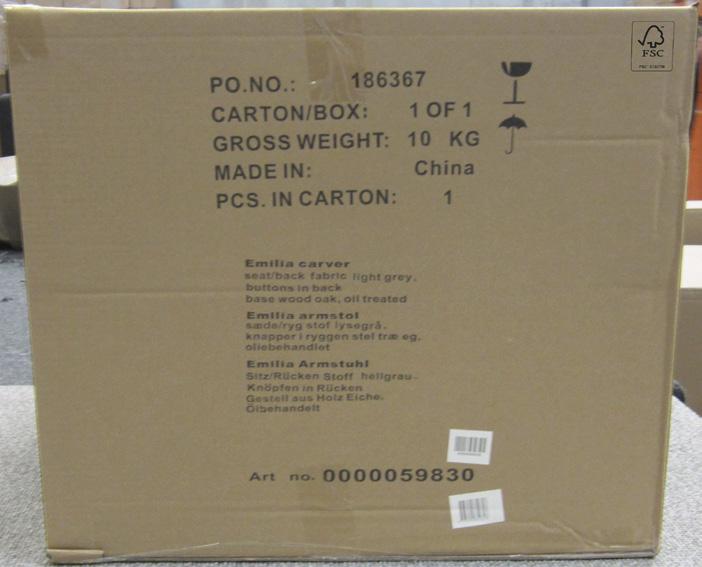 FSC
PO.NO.: 186367
CARTON/BOX: 1 OF 1
GROSS WEIGHT: 10 KG
MADE IN: China
PCS. IN CARTON: 1
Emilia carver
seat/back fabric light grey,
buttons in back
base wood oak, oil treated
Emilia armstol
sæde/ryg stof lysegrå,
knapper i ryggen stel træ eg,
oliebehandlet
Emilia Armstuhl
Sitz/Rücken Stoff hellgrau-
Knöpfen in Rücken
Gestell aus Holz Eiche.
Ölbehandelt
Art no. 0000059830